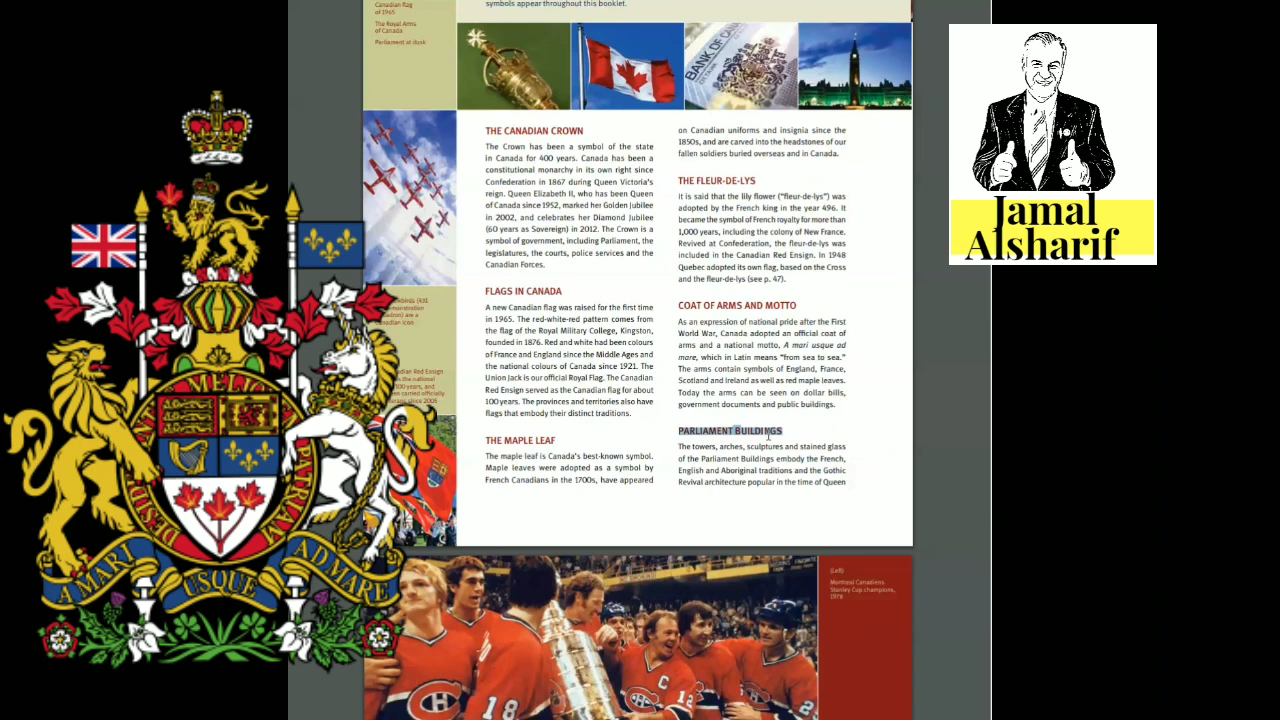 Canadian flag
of 1965
The Royal Arms
of Canada
Parliament at dusk
symbols appear throughout this booklet.
BANK OF
THE CANADIAN CROWN
The Crown has been a symbol of the state
in Canada for 400 years. Canada has been a
constitutional monarchy in its own right since
Confederation in 1867 during Queen Victoria's
reign. Queen Elizabeth II, who has been Queen
of Canada since 1952, marked her Golden Jubilee
in 2002, and celebrates her Diamond Jubilee
(60 years as Sovereign) in 2012. The Crown is a
symbol of government, including Parliament, the
legislatures, the courts, police services and the
Canadian Forces.
FLAGS IN CANADA
A new Canadian flag was raised for the first time
in 1965. The red-white-red pattern comes from
the flag of the Royal Military College, Kingston,
founded in 1876. Red and white had been colours
of France and England since the Middle Ages and
the national colours of Canada since 1921. The
Union Jack is our official Royal Flag. The Canadian
Red Ensign served as the Canadian flag for about
100 years. The provinces and territories also have
flags that embody their distinct traditions.
THE MAPLE LEAF
The maple leaf is Canada's best-known symbol.
Maple leaves were adopted as a symbol by
French Canadians in the 1700s, have appeared
on Canadian uniforms and insignia since the
1850s, and are carved into the headstones of our
fallen soldiers buried overseas and in Canada.
THE FLEUR-DE-LYS
It is said that the lily flower ("fleur-de-lys") was
adopted by the French king in the year 496. It
became the symbol of French royalty for more than
1,000 years, including the colony of New France.
Revived at Confederation, the fleur-de-lys was
included in the Canadian Red Ensign. In 1948
Quebec adopted its own flag, based on the Cross
and the fleur-de-lys (see p. 47).
COAT OF ARMS AND MOTTO
As an expression of national pride after the First
World War, Canada adopted an official coat of
arms and a national motto, A mari usque ad
mare, which in Latin means "from sea to sea."
The arms contain symbols of England, France,
Scotland and Ireland as well as red maple leaves.
Today the arms can be seen on dollar bills,
government documents and public buildings.
PARLIAMENT BUILDINGS
The towers, arches, sculptures and stained glass
of the Parliament Buildings embody the French,
English and Aboriginal traditions and the Gothic
Revival architecture popular in the time of Queen
(431
are a
Canadian icon
Red Ensign
the national
100 years, and
carried officially
since 2005
A MARI USQUE AD MARE
(Left)
Montreal Canadiens
Stanley Cup champions,
1978
18
C
12
Jamal
Alsharif